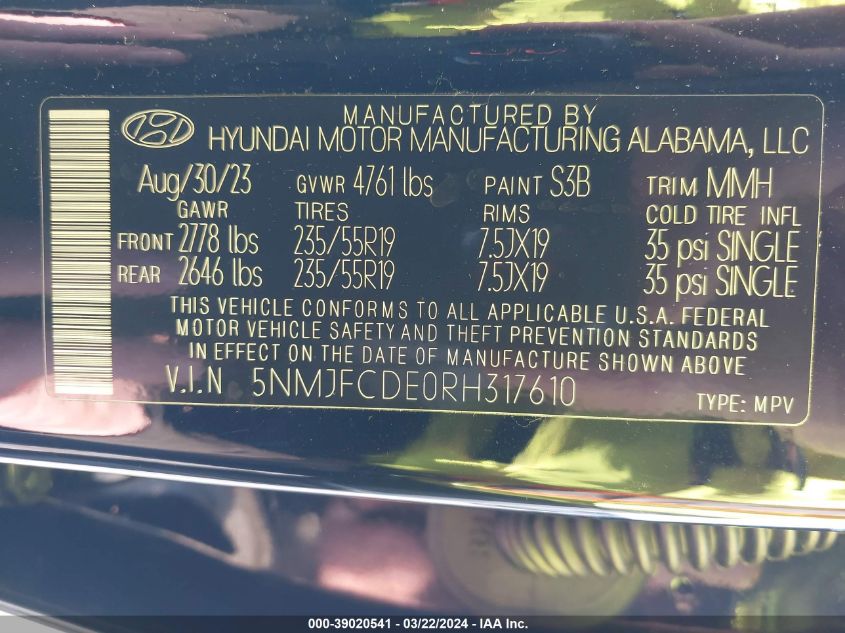 MANUFACTURED BY
HYUNDAI MOTOR MANUFACTURING ALABAMA, LLC
Aug/30/23 GVWR 4761 lbs PAINT S3B TRIM MMH
GAWR TIRES RIMS COLD TIRE INFL
FRONT 2778 lbs 235/55R19 7.5JX19 35 psi SINGLE
REAR 2646 lbs 235/55R19 7.5JX19 35 psi SINGLE
THIS VEHICLE CONFORMS TO ALL APPLICABLE U.S.A. FEDERAL
MOTOR VEHICLE SAFETY AND THEFT PREVENTION STANDARDS
IN EFFECT ON THE DATE OF MANUFACTURE SHOWN ABOVE
V.I.N 5NMJFCDE0RH317610
TYPE: MPV
000-39020541 - 03/22/2024 - IAA Inc.